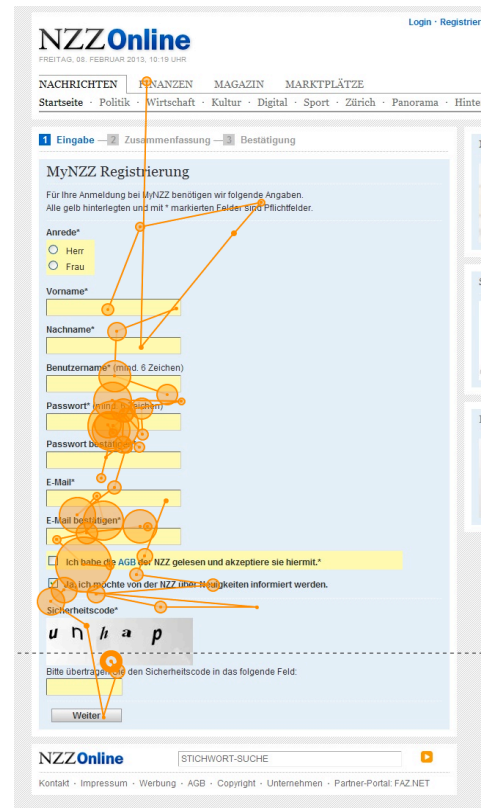 NZZOnline
Login · Registrier
FREITAG, 08. FEBRUAR 2013, 10:19 UHR
NACHRICHTEN FINANZEN MAGAZIN MARKTPLÄTZE
Startseite · Politik · Wirtschaft · Kultur · Digital · Sport · Zürich · Panorama · Hinte
1 Eingabe — 2 Zusammenfassung — 3 Bestätigung
MyNZZ Registrierung
Für Ihre Anmeldung bei MyNZZ benötigen wir folgende Angaben.
Alle gelb hinterlegten und mit * markierten Felder sind Pflichtfelder.
Anrede*
Herr
Frau
Vorname*
Nachname*
Benutzername* (mind. 6 Zeichen)
Passwort* (mind. 6 Zeichen)
Passwort bestätigen*
E-Mail*
E-Mail bestätigen*
Ich habe die AGB der NZZ gelesen und akzeptiere sie hiermit.*
Ja, ich möchte von der NZZ über Neuigkeiten informiert werden.
Sicherheitscode*
u n h a p
Bitte übertragen Sie den Sicherheitscode in das folgende Feld:
Weiter
NZZOnline
STICHWORT-SUCHE
Kontakt · Impressum · Werbung · AGB · Copyright · Unternehmen · Partner-Portal: FAZ.NET